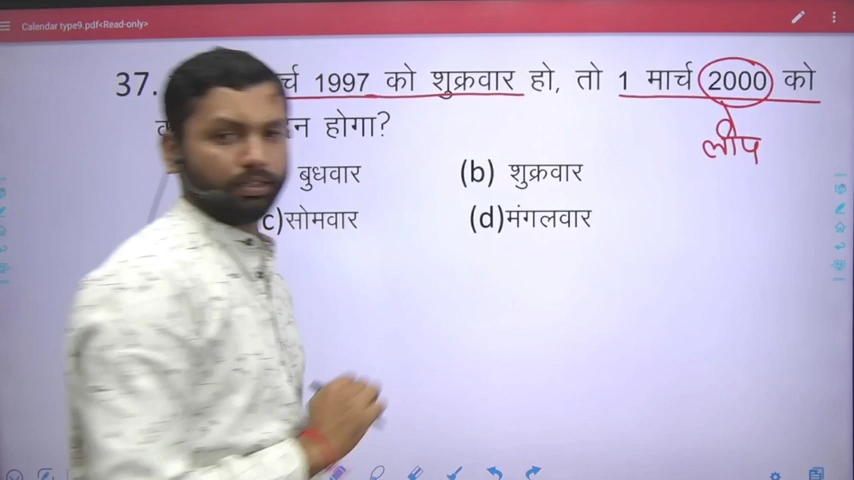 Calendar type9.pdf<Read-only>
37. र्च 1997 को शुक्रवार हो, तो 1 मार्च 2000 को
लीप
होगा?
बुधवार (b) शुक्रवार
c)सोमवार (d)मंगलवार